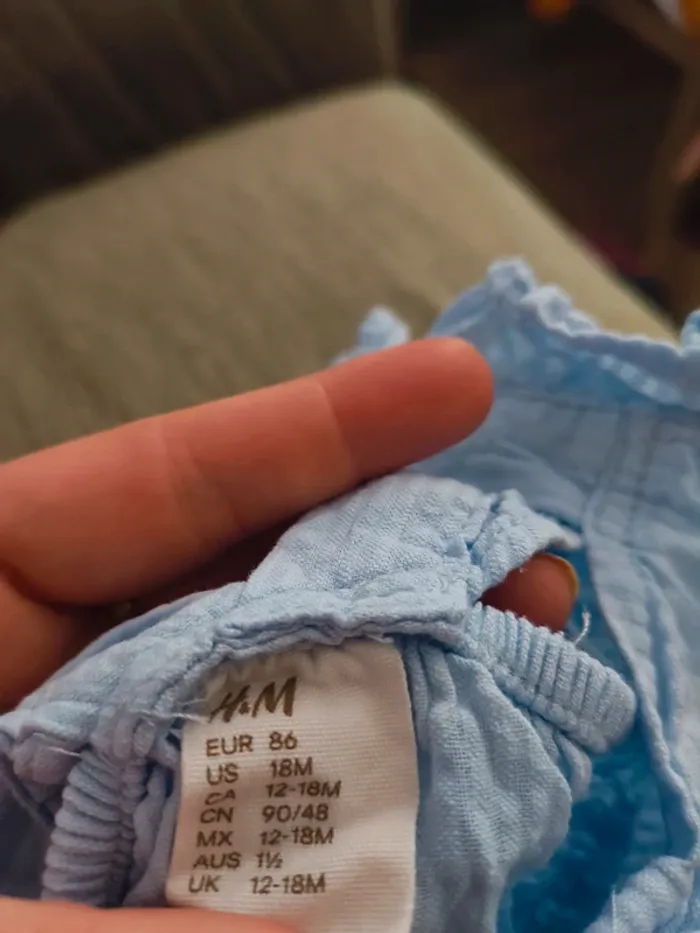 H&M
EUR 86
US 18M
CA 12-18M
CN 90/48
MX 12-18M
AUS 1½
UK 12-18M